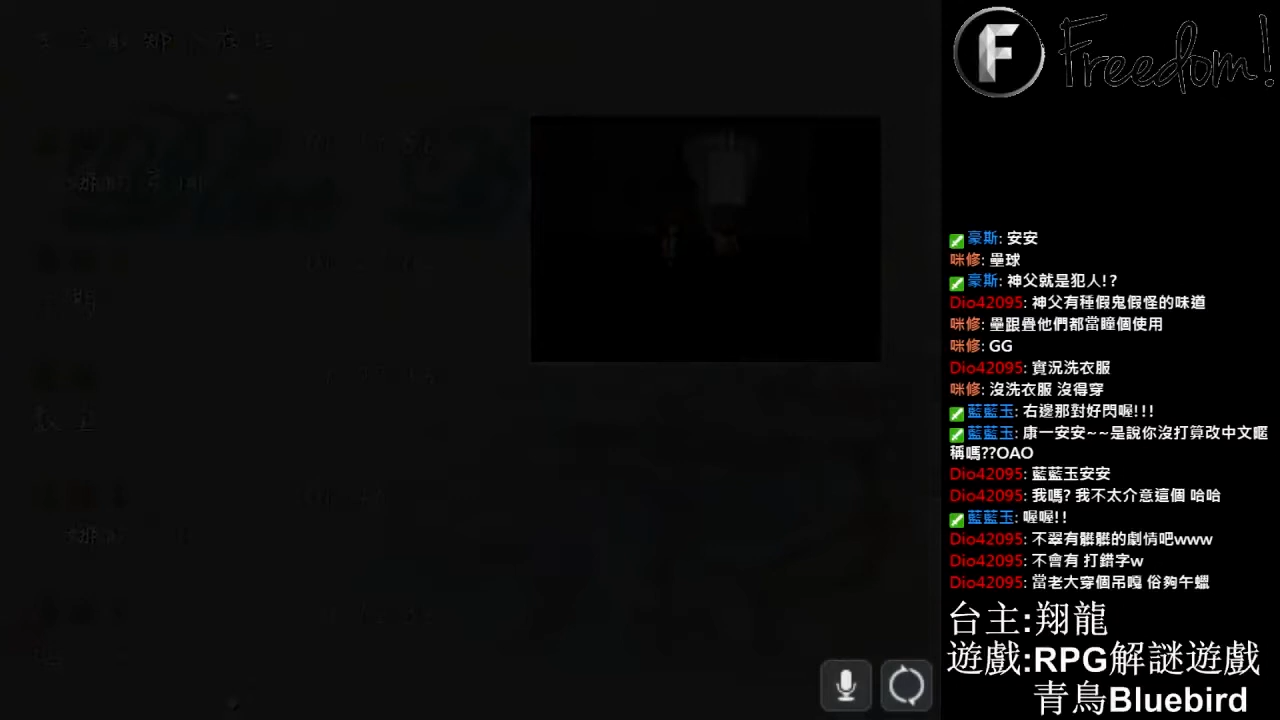 F Freedom!
豪斯: 安安
咪修: 壘球
豪斯: 神父就是犯人!?
Dio42095: 神父有種假鬼假怪的味道
咪修: 壘跟疊他們都當瞳個使用
咪修: GG
Dio42095: 實況洗衣服
咪修: 沒洗衣服 沒得穿
藍藍玉: 右邊那對好閃喔!!!
藍藍玉: 康一安安~~是說你沒打算改中文暱
稱嗎??OAO
Dio42095: 藍藍玉安安
Dio42095: 我嗎? 我不太介意這個 哈哈
藍藍玉: 喔喔!!
Dio42095: 不翠有髒髒的劇情吧www
Dio42095: 不會有 打錯字w
Dio42095: 當老大穿個吊嘎 俗夠午蠟
台主:翔龍
遊戲:RPG解謎遊戲
青鳥Bluebird